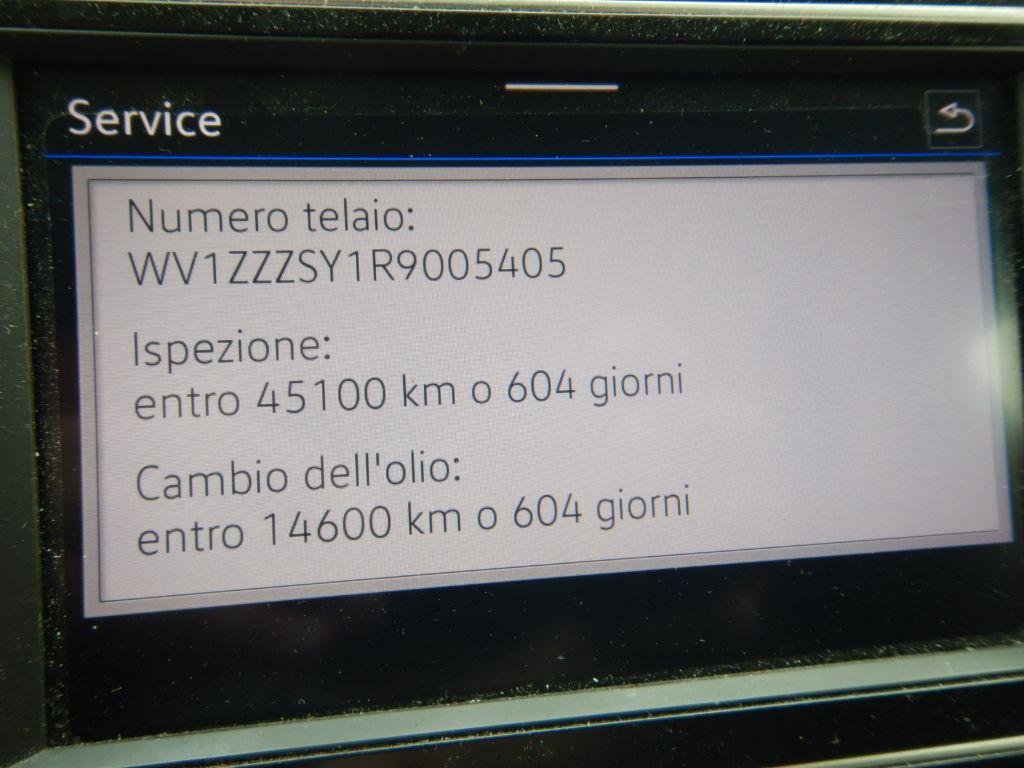 Service
Numero telaio:
WV1ZZZSY1R9005405
Ispezione:
entro 45100 km o 604 giorni
Cambio dell'olio:
entro 14600 km o 604 giorni